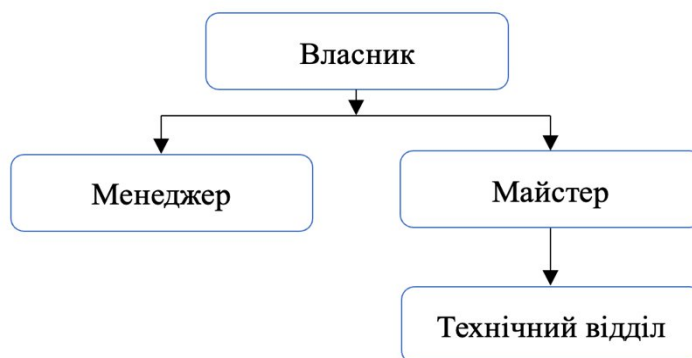 Власник
Менеджер
Майстер
Технічний відділ